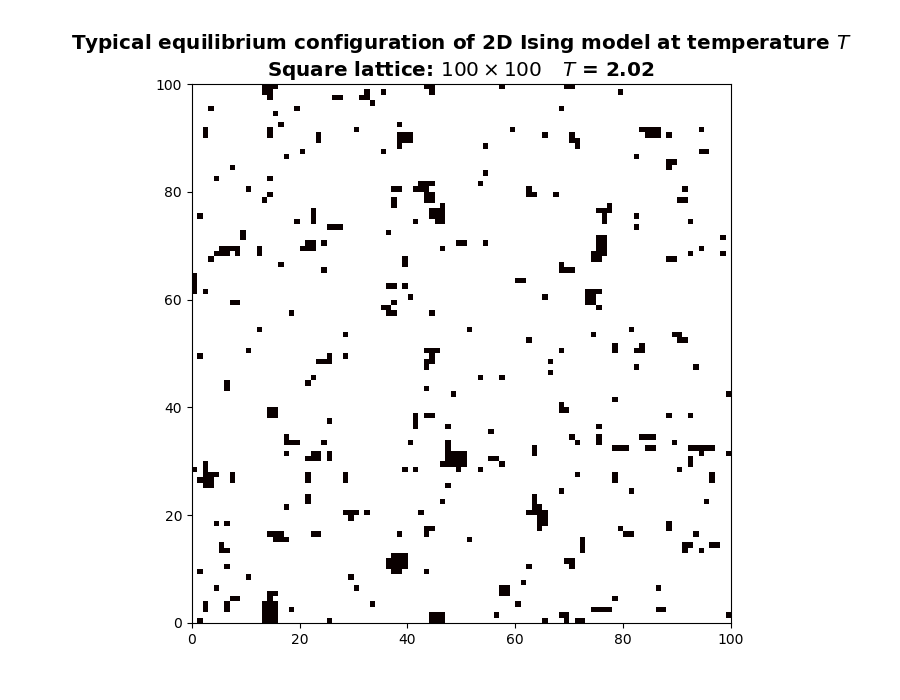 Typical equilibrium configuration of 2D Ising model at temperature T
Square lattice: 100 × 100 T = 2.02
100
80
60
40
20
0
0 20 40 60 80 100